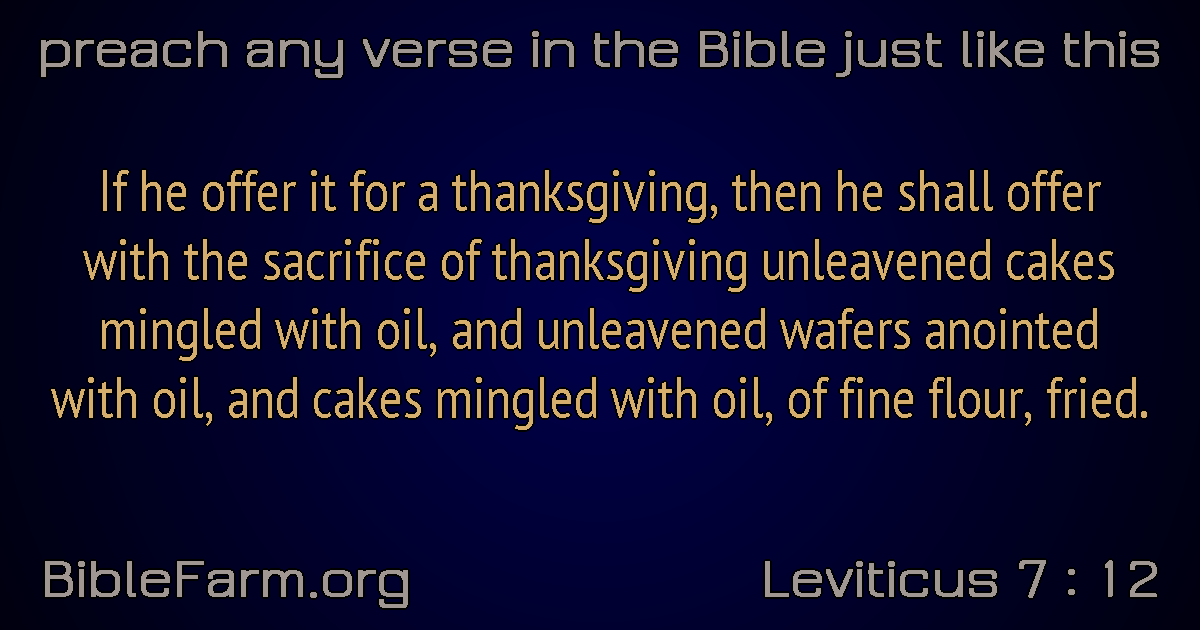 preach any verse in the Bible just like this
If he offer it for a thanksgiving, then he shall offer
with the sacrifice of thanksgiving unleavened cakes
mingled with oil, and unleavened wafers anointed
with oil, and cakes mingled with oil, of fine flour, fried.
BibleFarm.org
Leviticus 7 : 12